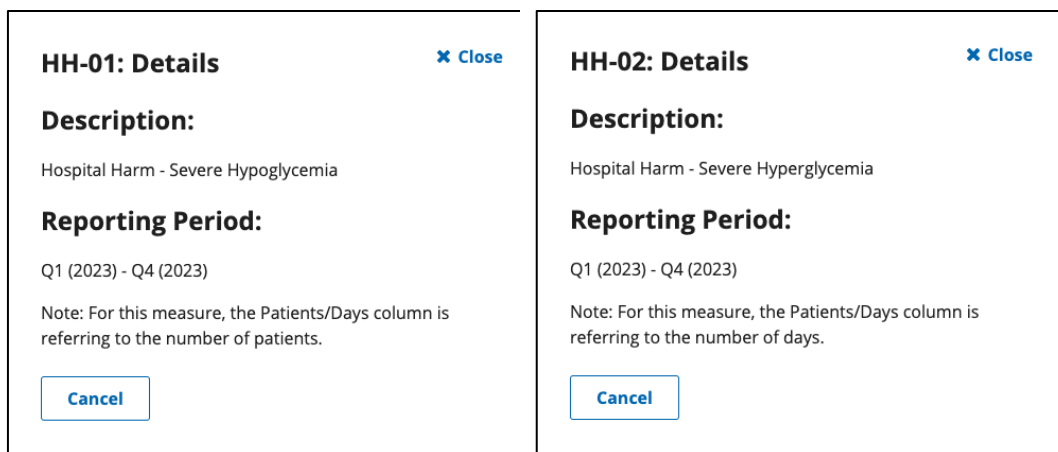 HH-01: Details
✖ Close
Description:
Hospital Harm - Severe Hypoglycemia
Reporting Period:
Q1 (2023) - Q4 (2023)
Note: For this measure, the Patients/Days column is
referring to the number of patients.
Cancel
HH-02: Details
✖ Close
Description:
Hospital Harm - Severe Hyperglycemia
Reporting Period:
Q1 (2023) - Q4 (2023)
Note: For this measure, the Patients/Days column is
referring to the number of days.
Cancel